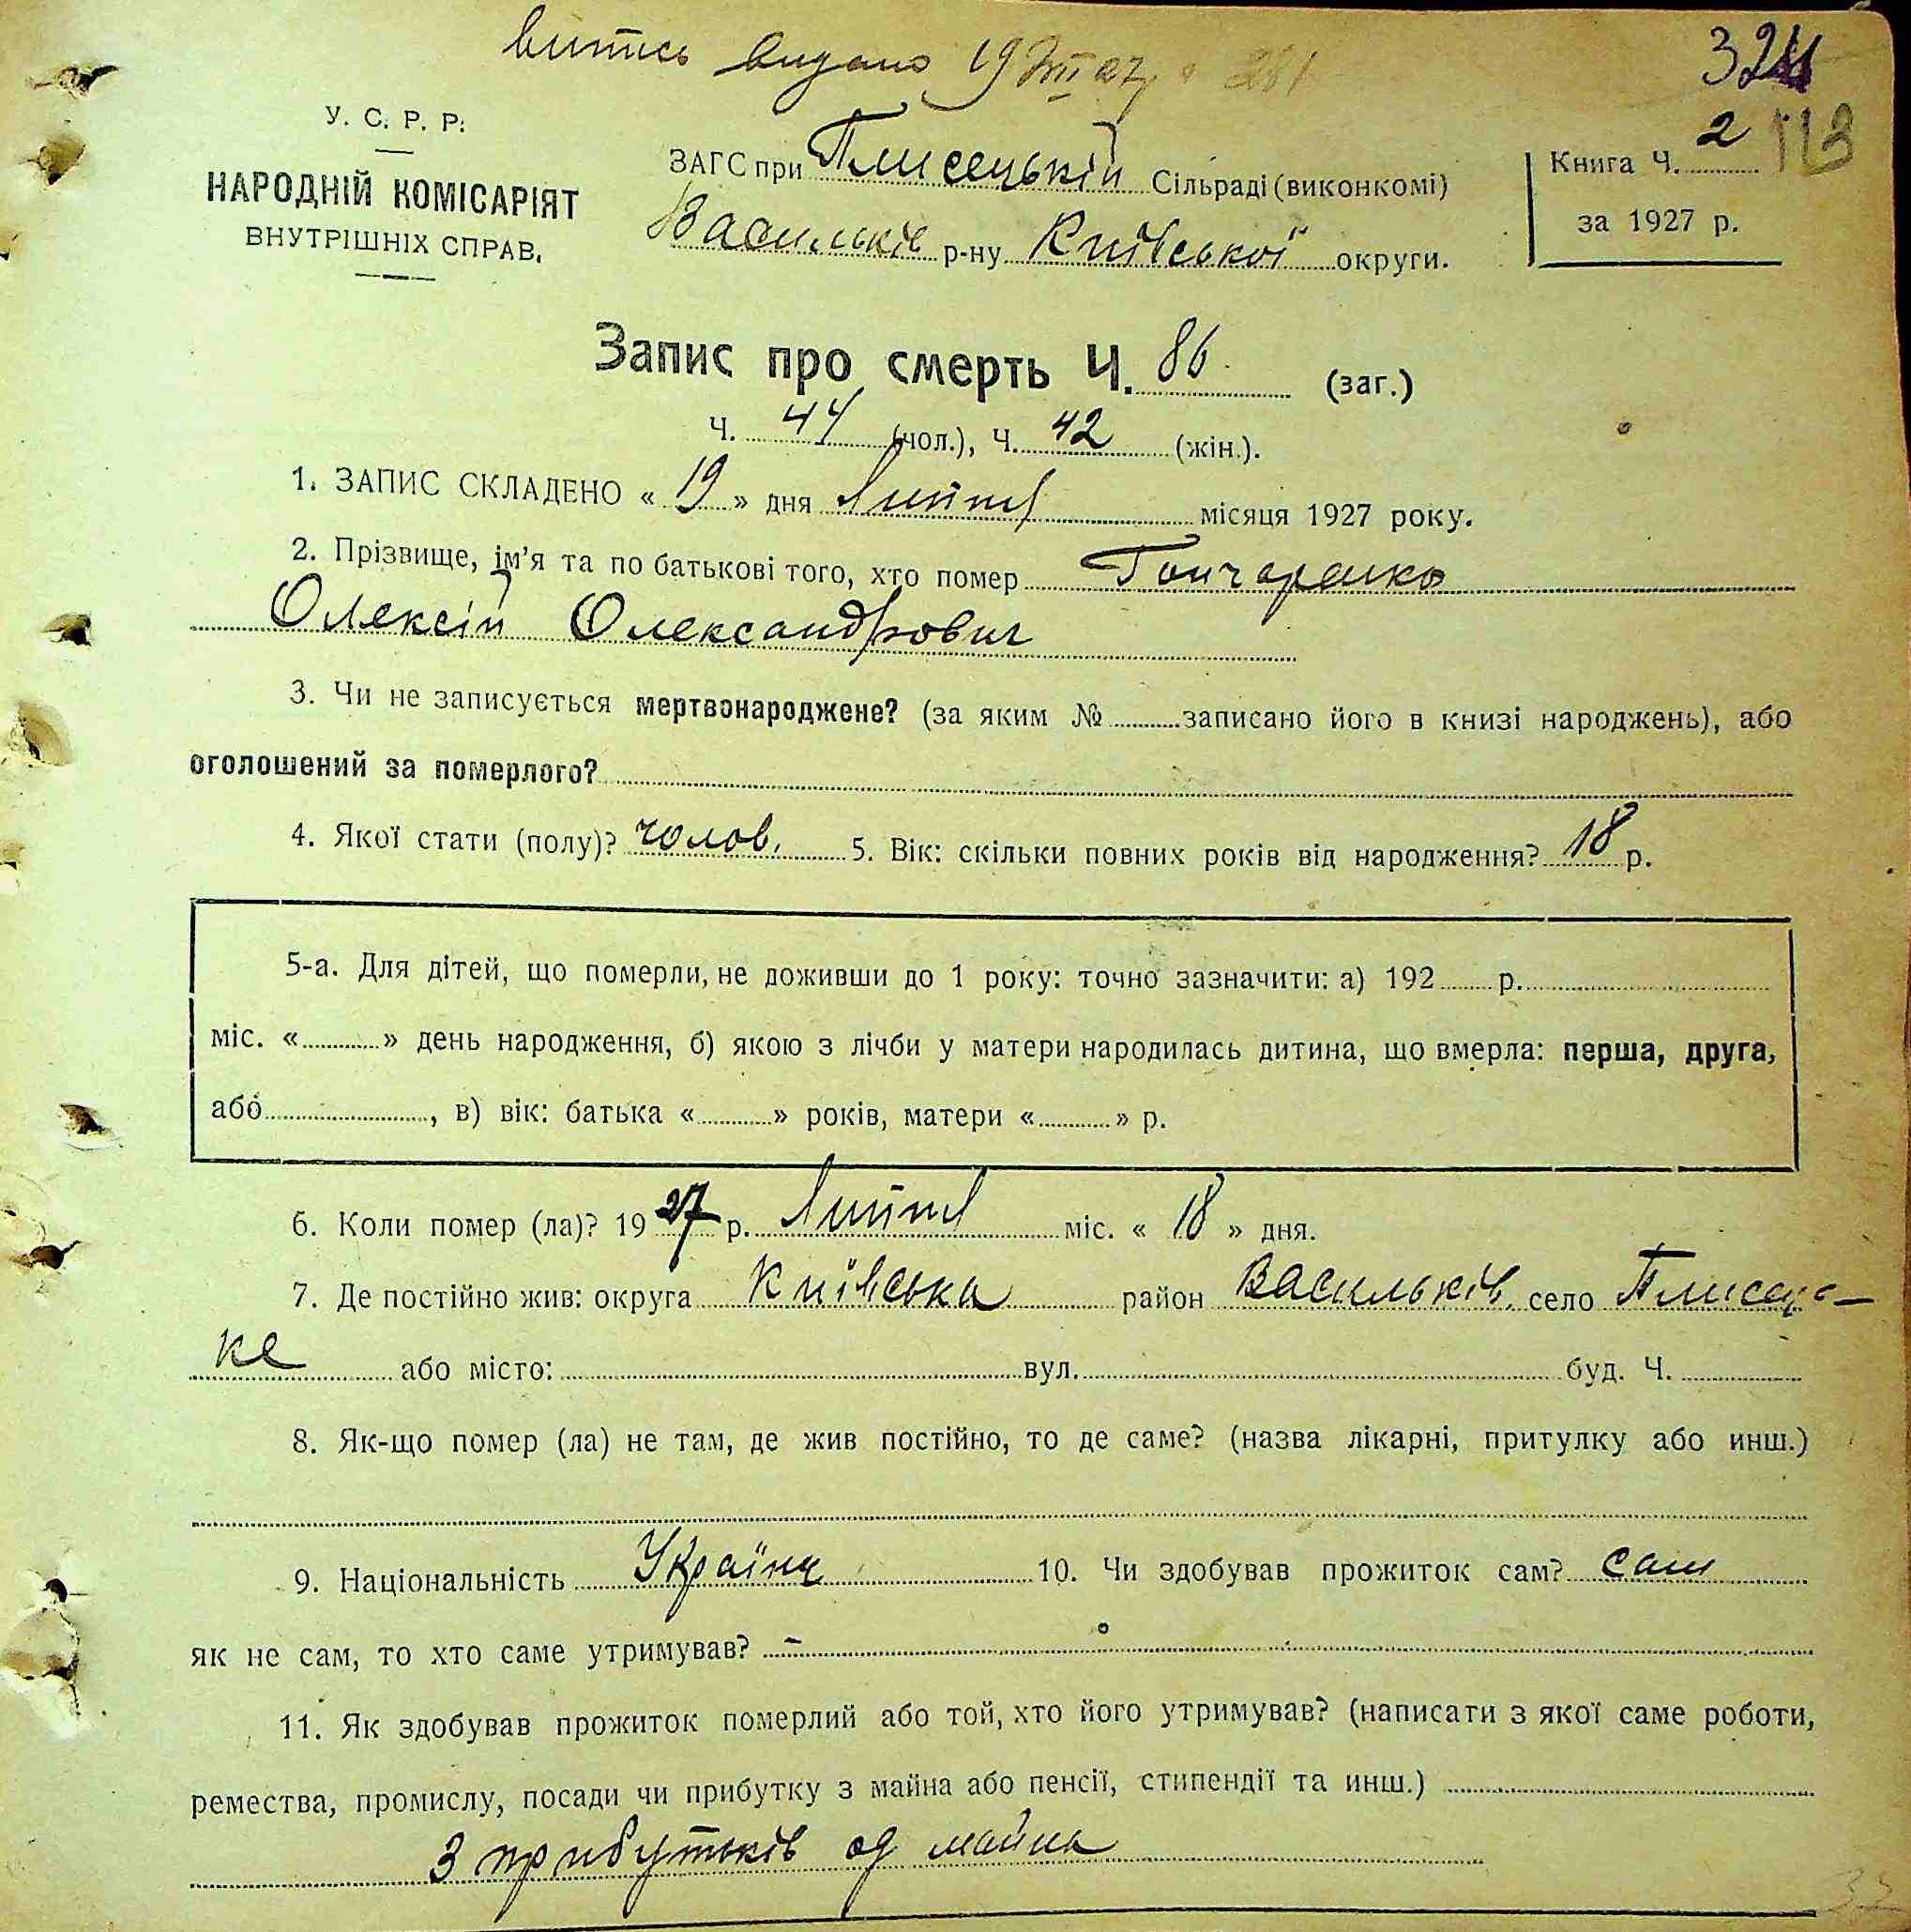 витяг видано 19
32
У. С. Р. Р.
НАРОДНІЙ КОМІСАРІЯТ
ВНУТРІШНІХ СПРАВ.
ЗАГС при Плисецькій Сільраді (виконкомі)
Васильків р-ну Київської округи.
Книга Ч. 2 113
за 1927 р.
Запис про смерть Ч. 86 (заг.)
Ч. 44 (чол.), Ч. 42 (жін.).
1. ЗАПИС СКЛАДЕНО « 19 » дня Липня місяця 1927 року.
2. Прізвище, ім'я та по батькові того, хто помер Гончаренко
Олексій Олександрович
3. Чи не записується мертвонароджене? (за яким № записано його в книзі народжень), або
оголошений за померлого?
4. Якої стати (полу)? чолов. 5. Вік: скільки повних років від народження? 18 р.
5-а. Для дітей, що померли, не доживши до 1 року: точно зазначити: а) 192 р.
міс. « » день народження, б) якою з лічби у матери народилась дитина, що вмерла: перша, друга,
або , в) вік: батька « » років, матери « » р.
6. Коли помер (ла)? 1927 р. Липня міс. « 18 » дня.
7. Де постійно жив: округа Київська район Васильків. село Плисець-
ке або місто: вул. буд. Ч.
8. Як-що помер (ла) не там, де жив постійно, то де саме? (назва лікарні, притулку або инш.)
9. Національність Українц 10. Чи здобував прожиток сам? сам
як не сам, то хто саме утримував? –
11. Як здобував прожиток померлий або той, хто його утримував? (написати з якої саме роботи,
ремества, промислу, посади чи прибутку з майна або пенсії, стипендії та инш.)
З прибутків од майна